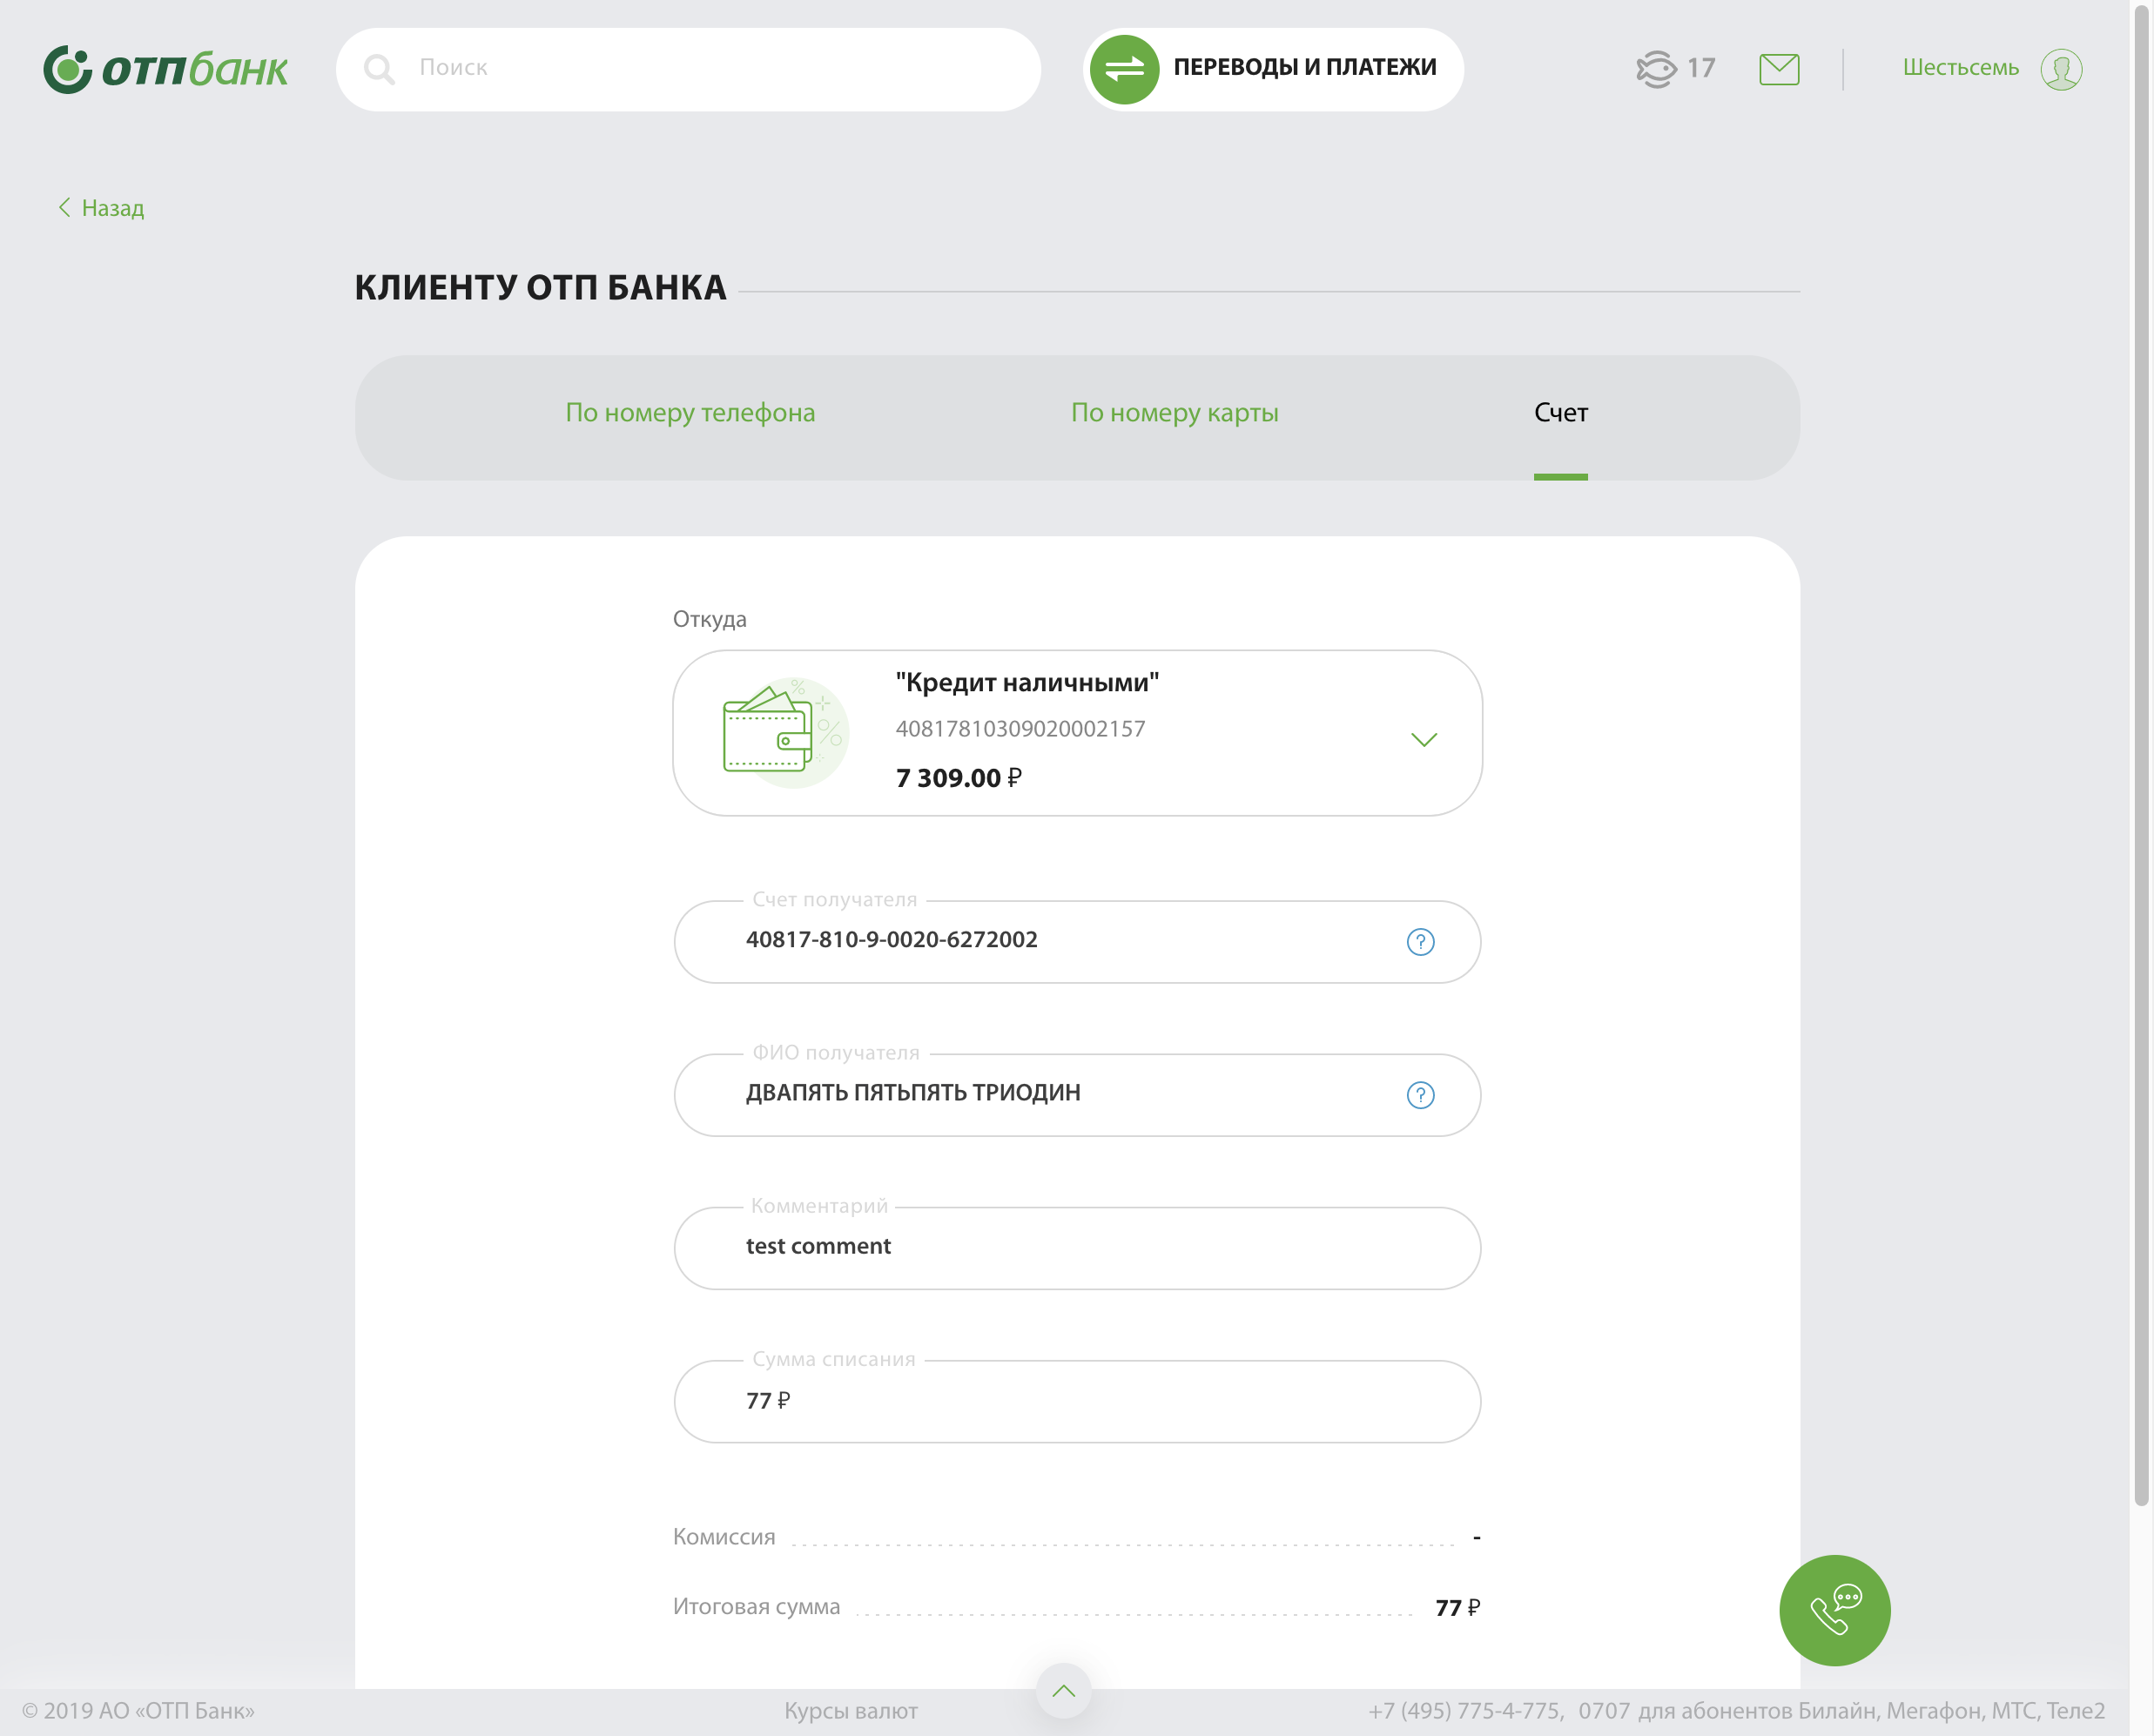 отпбанк
Поиск
ПЕРЕВОДЫ И ПЛАТЕЖИ
17
Шестьсемь
Назад
КЛИЕНТУ ОТП БАНКА
По номеру телефона
По номеру карты
Счет
Откуда
"Кредит наличными"
40817810309020002157
7 309.00 ₽
Счет получателя
40817-810-9-0020-6272002
?
ФИО получателя
ДВАПЯТЬ ПЯТЬПЯТЬ ТРИОДИН
?
Комментарий
test comment
Сумма списания
77 ₽
Комиссия -
Итоговая сумма 77 ₽
© 2019 АО «ОТП Банк»
Курсы валют
+7 (495) 775-4-775, 0707 для абонентов Билайн, Мегафон, МТС, Теле2